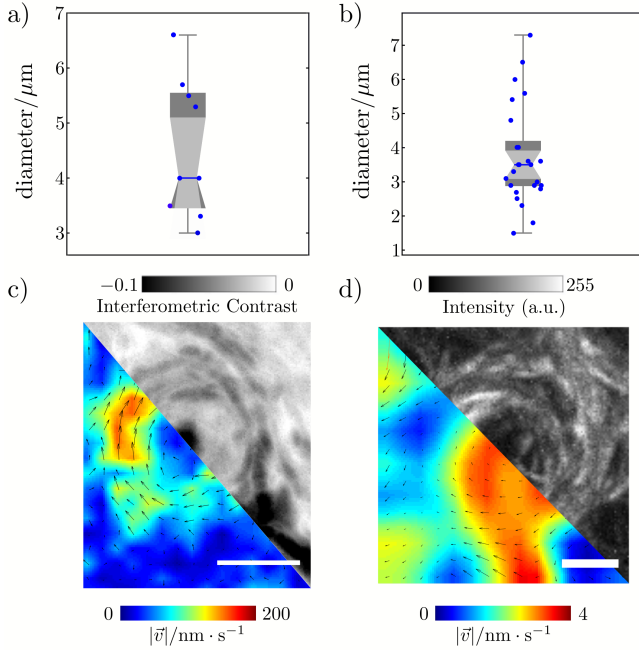 a)
b)
7
6
5
4
3
diameter/μm
7
6
5
4
3
2
1
diameter/μm
−0.1
0
Interferometric Contrast
0
255
Intensity (a.u.)
c)
d)
0
200
|v⃗|/nm · s⁻¹
0
4
|v⃗|/nm · s⁻¹